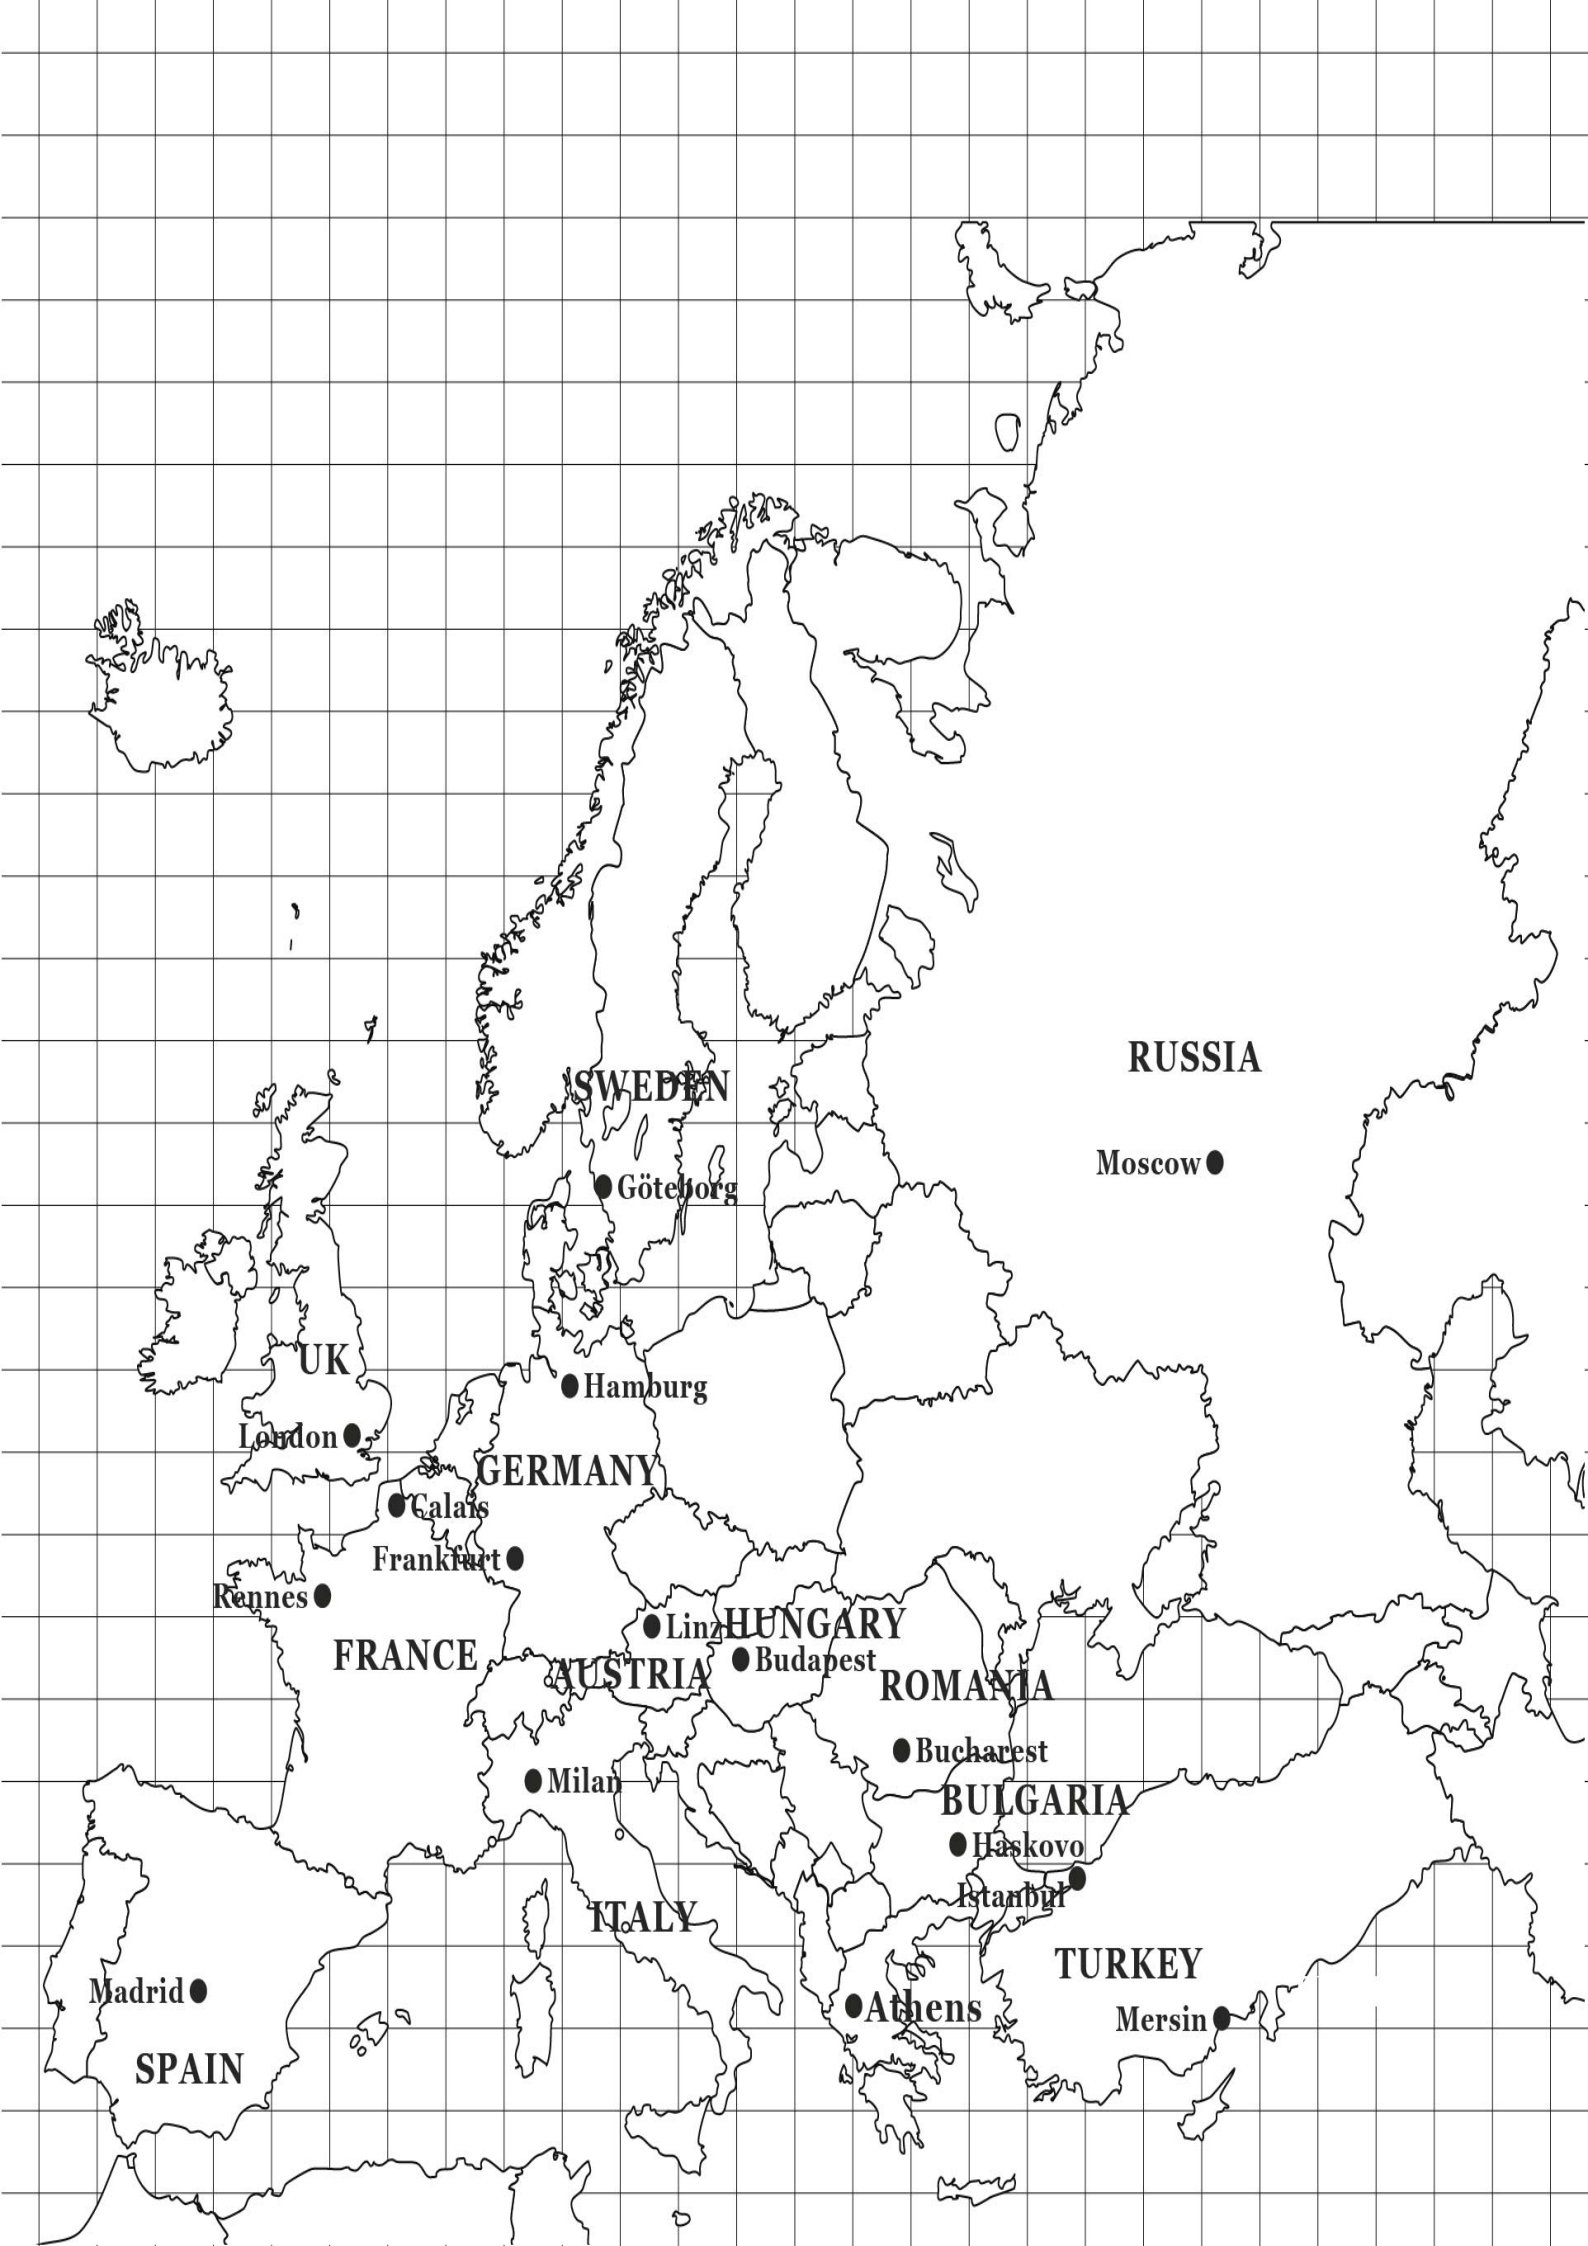 RUSSIA
SWEDEN
Moscow
Göteborg
UK
Hamburg
London
GERMANY
Calais
Frankfurt
Rennes
Linz
HUNGARY
FRANCE
Budapest
AUSTRIA
ROMANIA
Bucharest
Milan
BULGARIA
Haskovo
Istanbul
ITALY
TURKEY
Madrid
Athens
Mersin
SPAIN